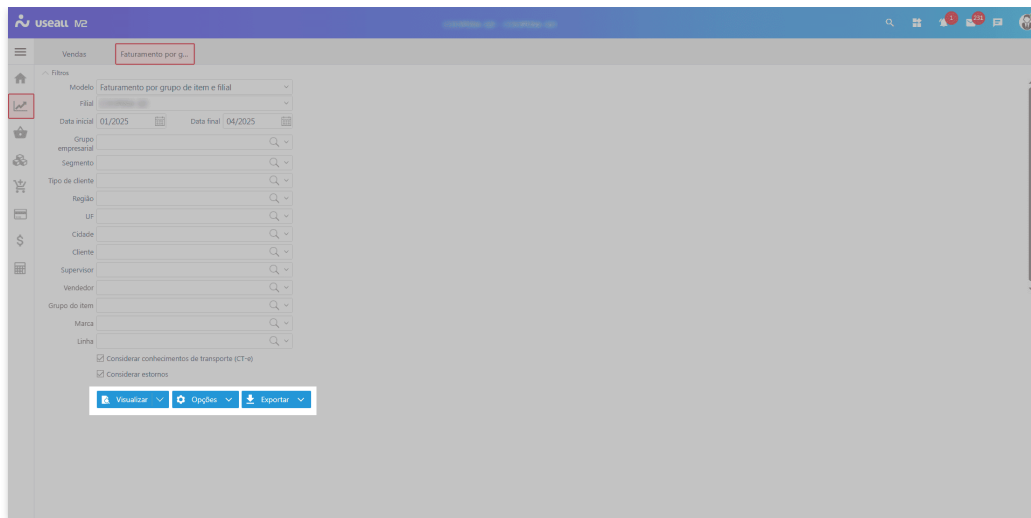 useall M2
1
231
Vendas
Faturamento por g...
Filtros
Modelo Faturamento por grupo de item e filial
Filial
Data inicial 01/2025 Data final 04/2025
Grupo
empresarial
Segmento
Tipo de cliente
Região
UF
Cidade
Cliente
Supervisor
Vendedor
Grupo do item
Marca
Linha
Considerar conhecimentos de transporte (CT-e)
Considerar estornos
Visualizar Opções Exportar